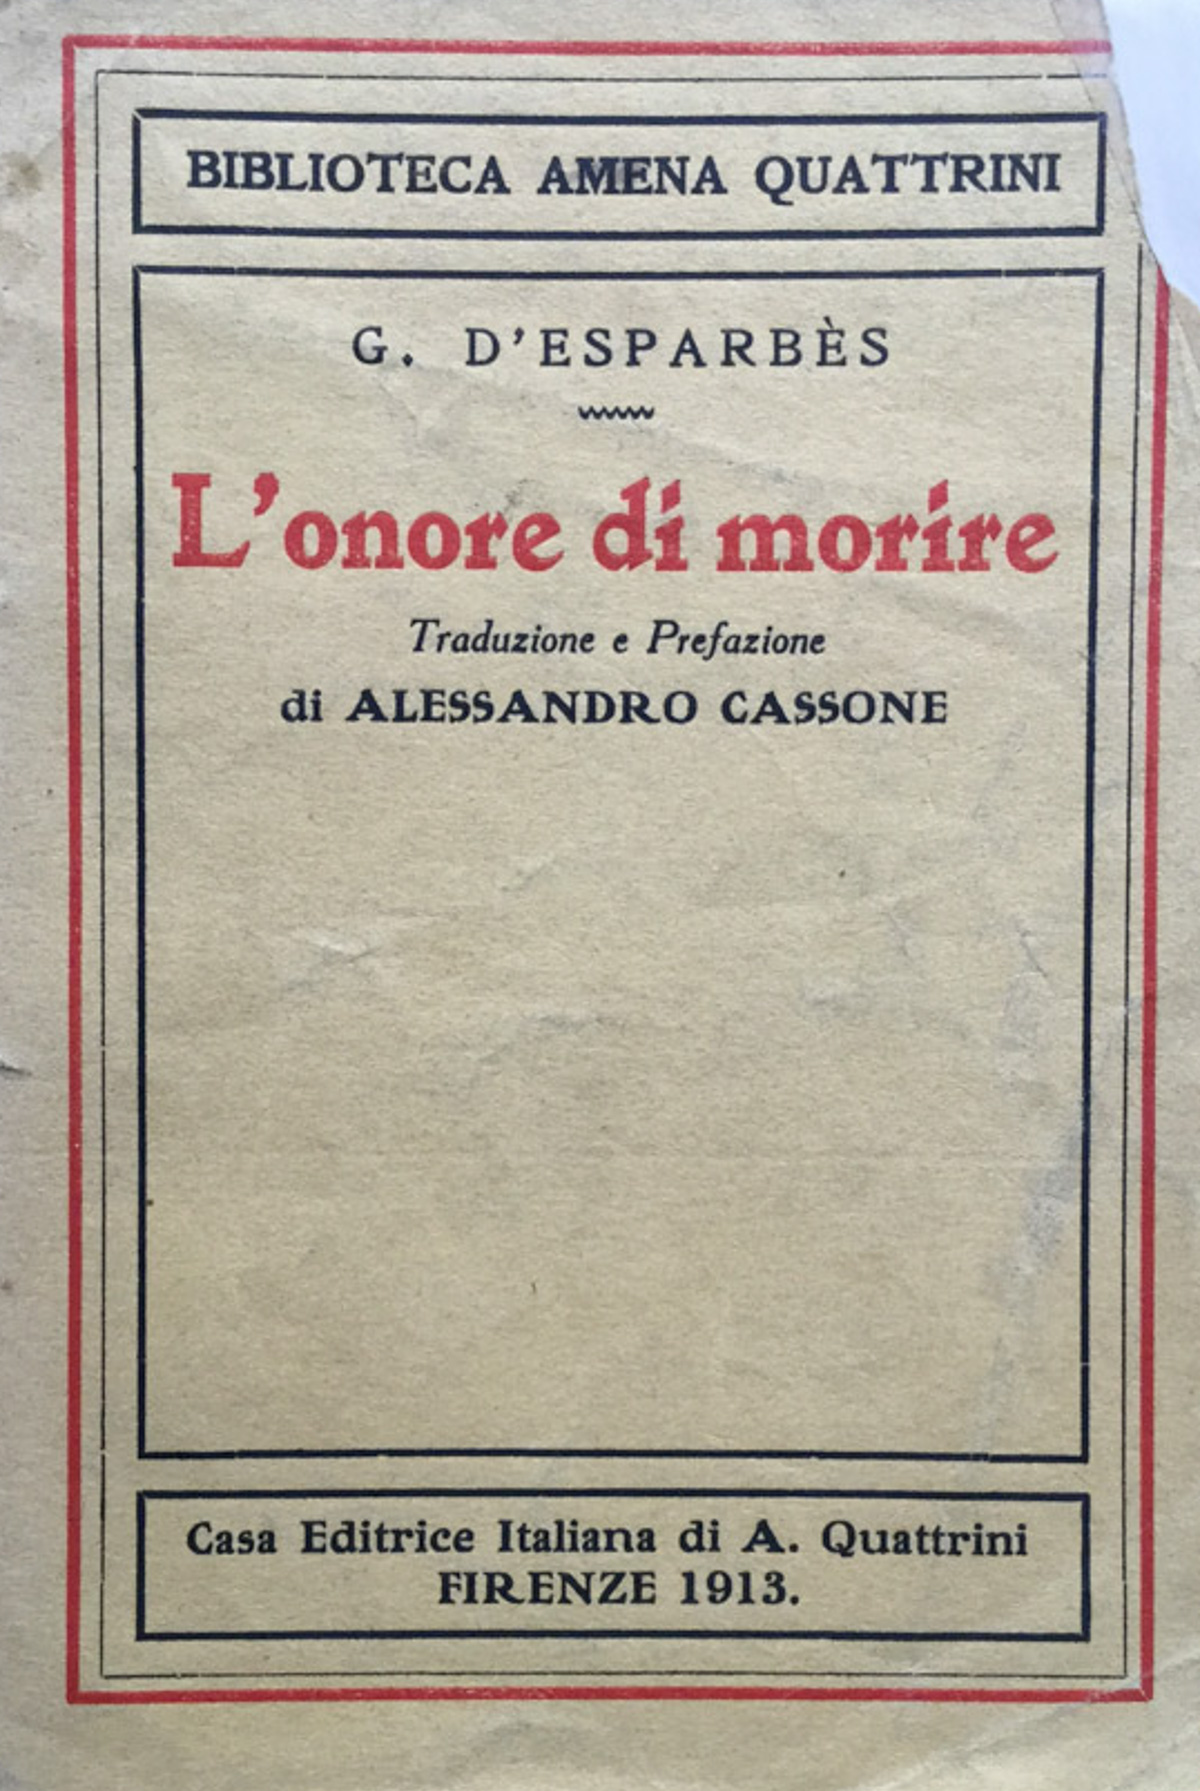 BIBLIOTECA AMENA QUATTRINI
G. D'ESPARBÈS
L'onore di morire
Traduzione e Prefazione
di ALESSANDRO CASSONE
Casa Editrice Italiana di A. Quattrini
FIRENZE 1913.